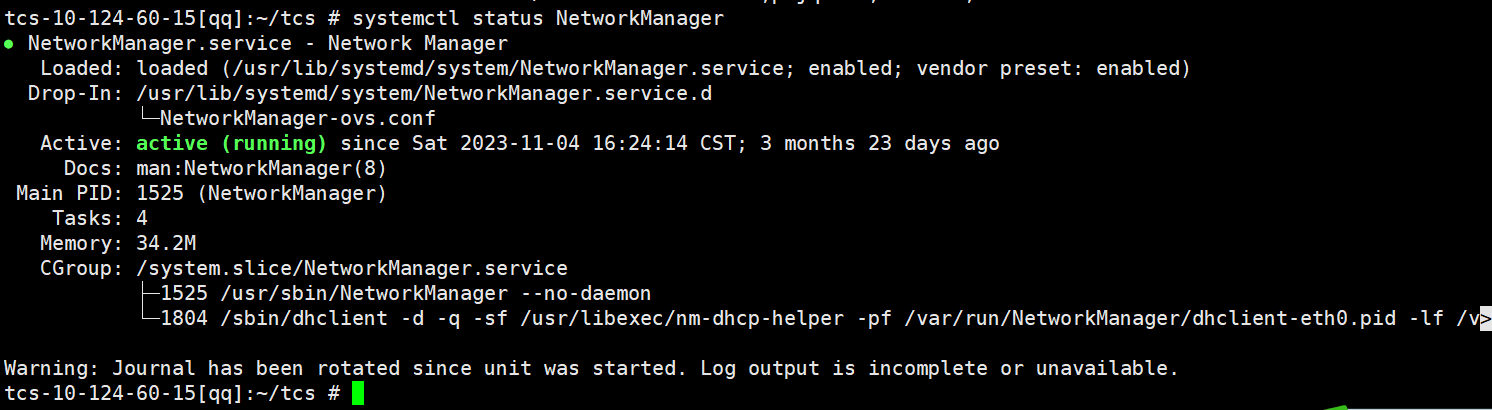 tcs-10-124-60-15[qq]:~/tcs # systemctl status NetworkManager
● NetworkManager.service - Network Manager
   Loaded: loaded (/usr/lib/systemd/system/NetworkManager.service; enabled; vendor preset: enabled)
  Drop-In: /usr/lib/systemd/system/NetworkManager.service.d
           └─NetworkManager-ovs.conf
   Active: active (running) since Sat 2023-11-04 16:24:14 CST; 3 months 23 days ago
     Docs: man:NetworkManager(8)
 Main PID: 1525 (NetworkManager)
    Tasks: 4
   Memory: 34.2M
   CGroup: /system.slice/NetworkManager.service
           ├─1525 /usr/sbin/NetworkManager --no-daemon
           └─1804 /sbin/dhclient -d -q -sf /usr/libexec/nm-dhcp-helper -pf /var/run/NetworkManager/dhclient-eth0.pid -lf /v>
Warning: Journal has been rotated since unit was started. Log output is incomplete or unavailable.
tcs-10-124-60-15[qq]:~/tcs #